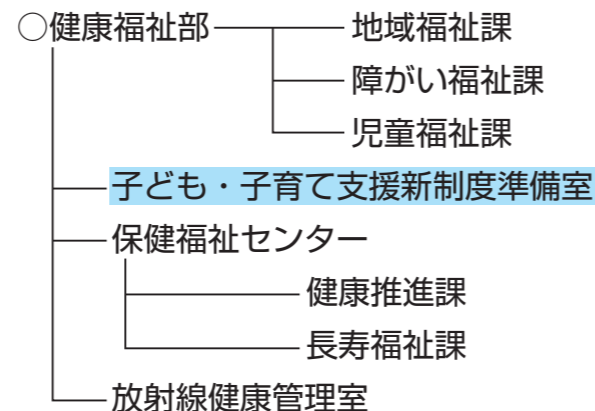 ○健康福祉部 地域福祉課
障がい福祉課
児童福祉課
子ども・子育て支援新制度準備室
保健福祉センター
健康推進課
長寿福祉課
放射線健康管理室